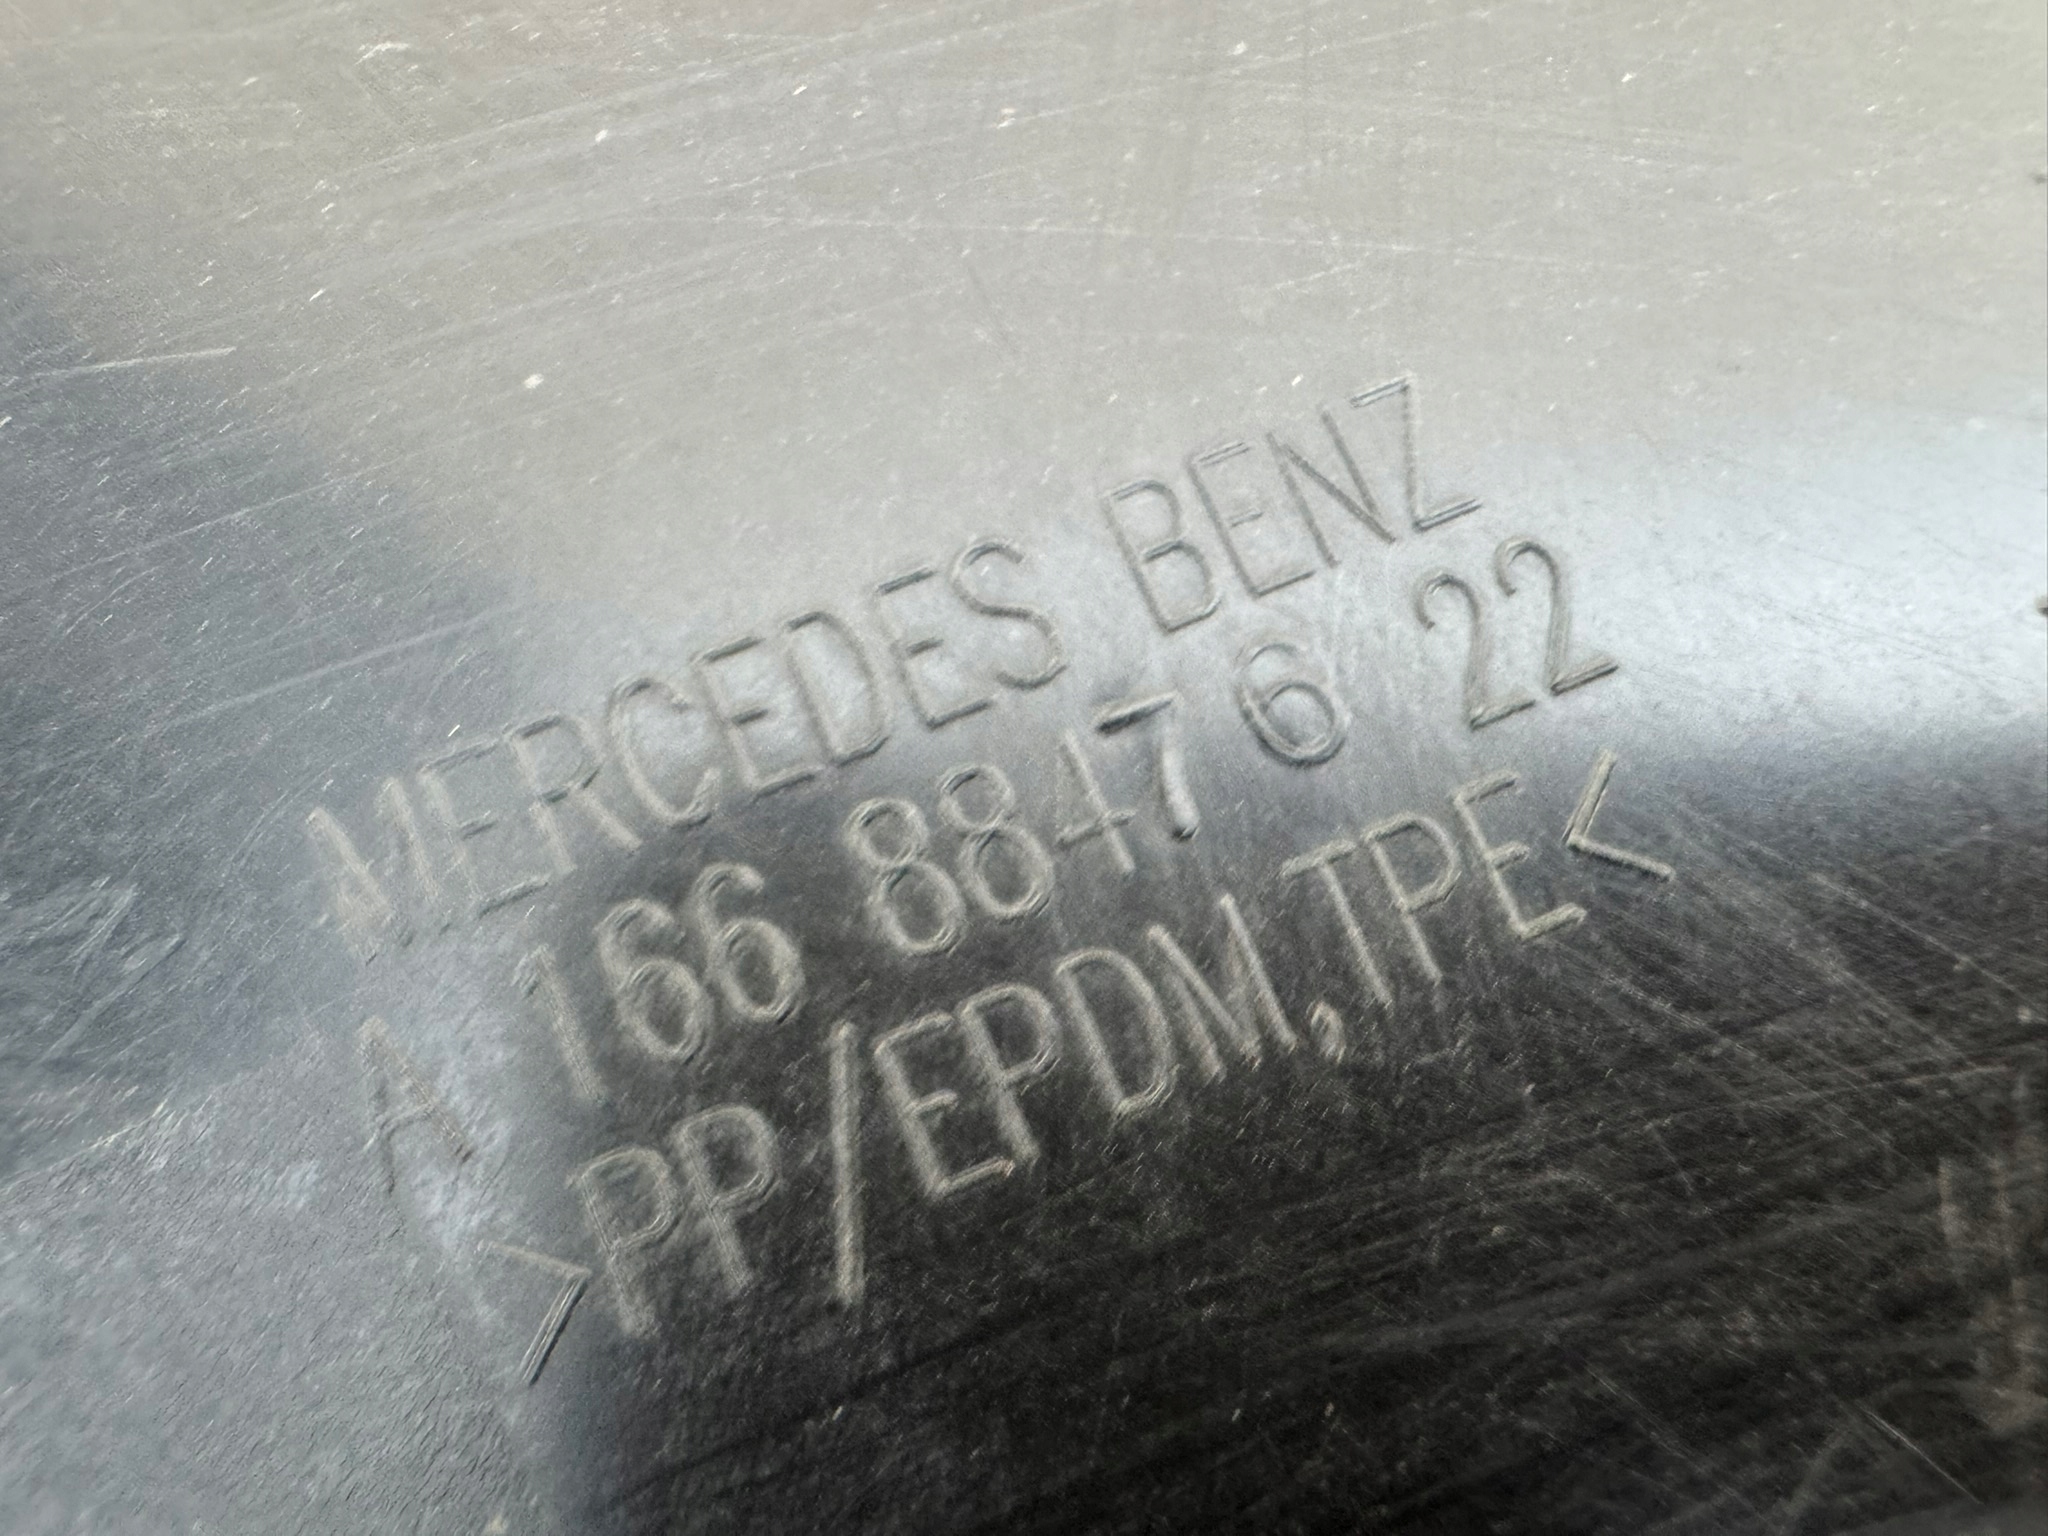 MERCEDES BENZ
A 166 8847 6 22
>PP/EPDM,TPE<